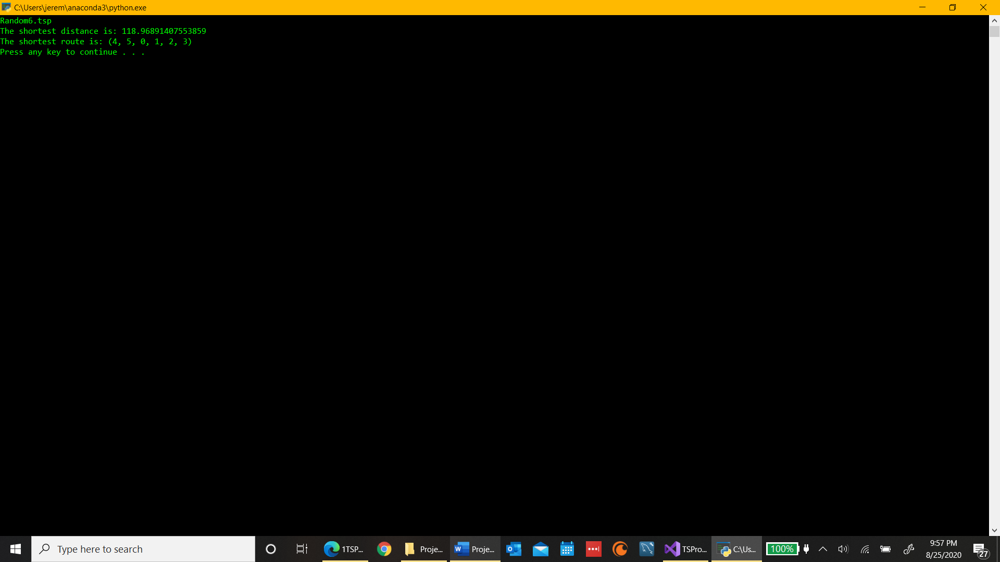 C:\Users\jerem\anaconda3\python.exe
Random6.tsp
The shortest distance is: 118.96891407553859
The shortest route is: (4, 5, 0, 1, 2, 3)
Press any key to continue . . .
Type here to search
1TSP...
Proje...
Proje...
TSPro...
C:\Us...
100%
9:57 PM
8/25/2020
27